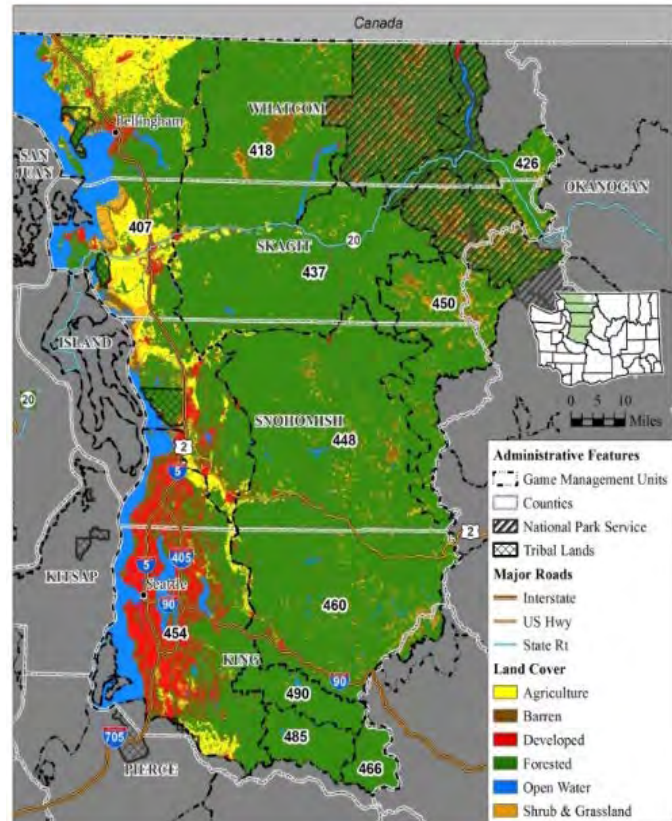 Canada
WHATCOM
Bellingham
418
426
SAN
JUAN
OKANOGAN
407
SKAGIT
20
437
450
ISLAND
20
SNOHOMISH
448
2
5
0 5 10
Miles
Administrative Features
Game Management Units
Counties
National Park Service
Tribal Lands
Major Roads
Interstate
US Hwy
State Rt
Land Cover
Agriculture
Barren
Developed
Forested
Open Water
Shrub & Grassland
2
KITSAP
5
405
Seattle
90
460
454
KING
490
90
485
466
705
PIERCE